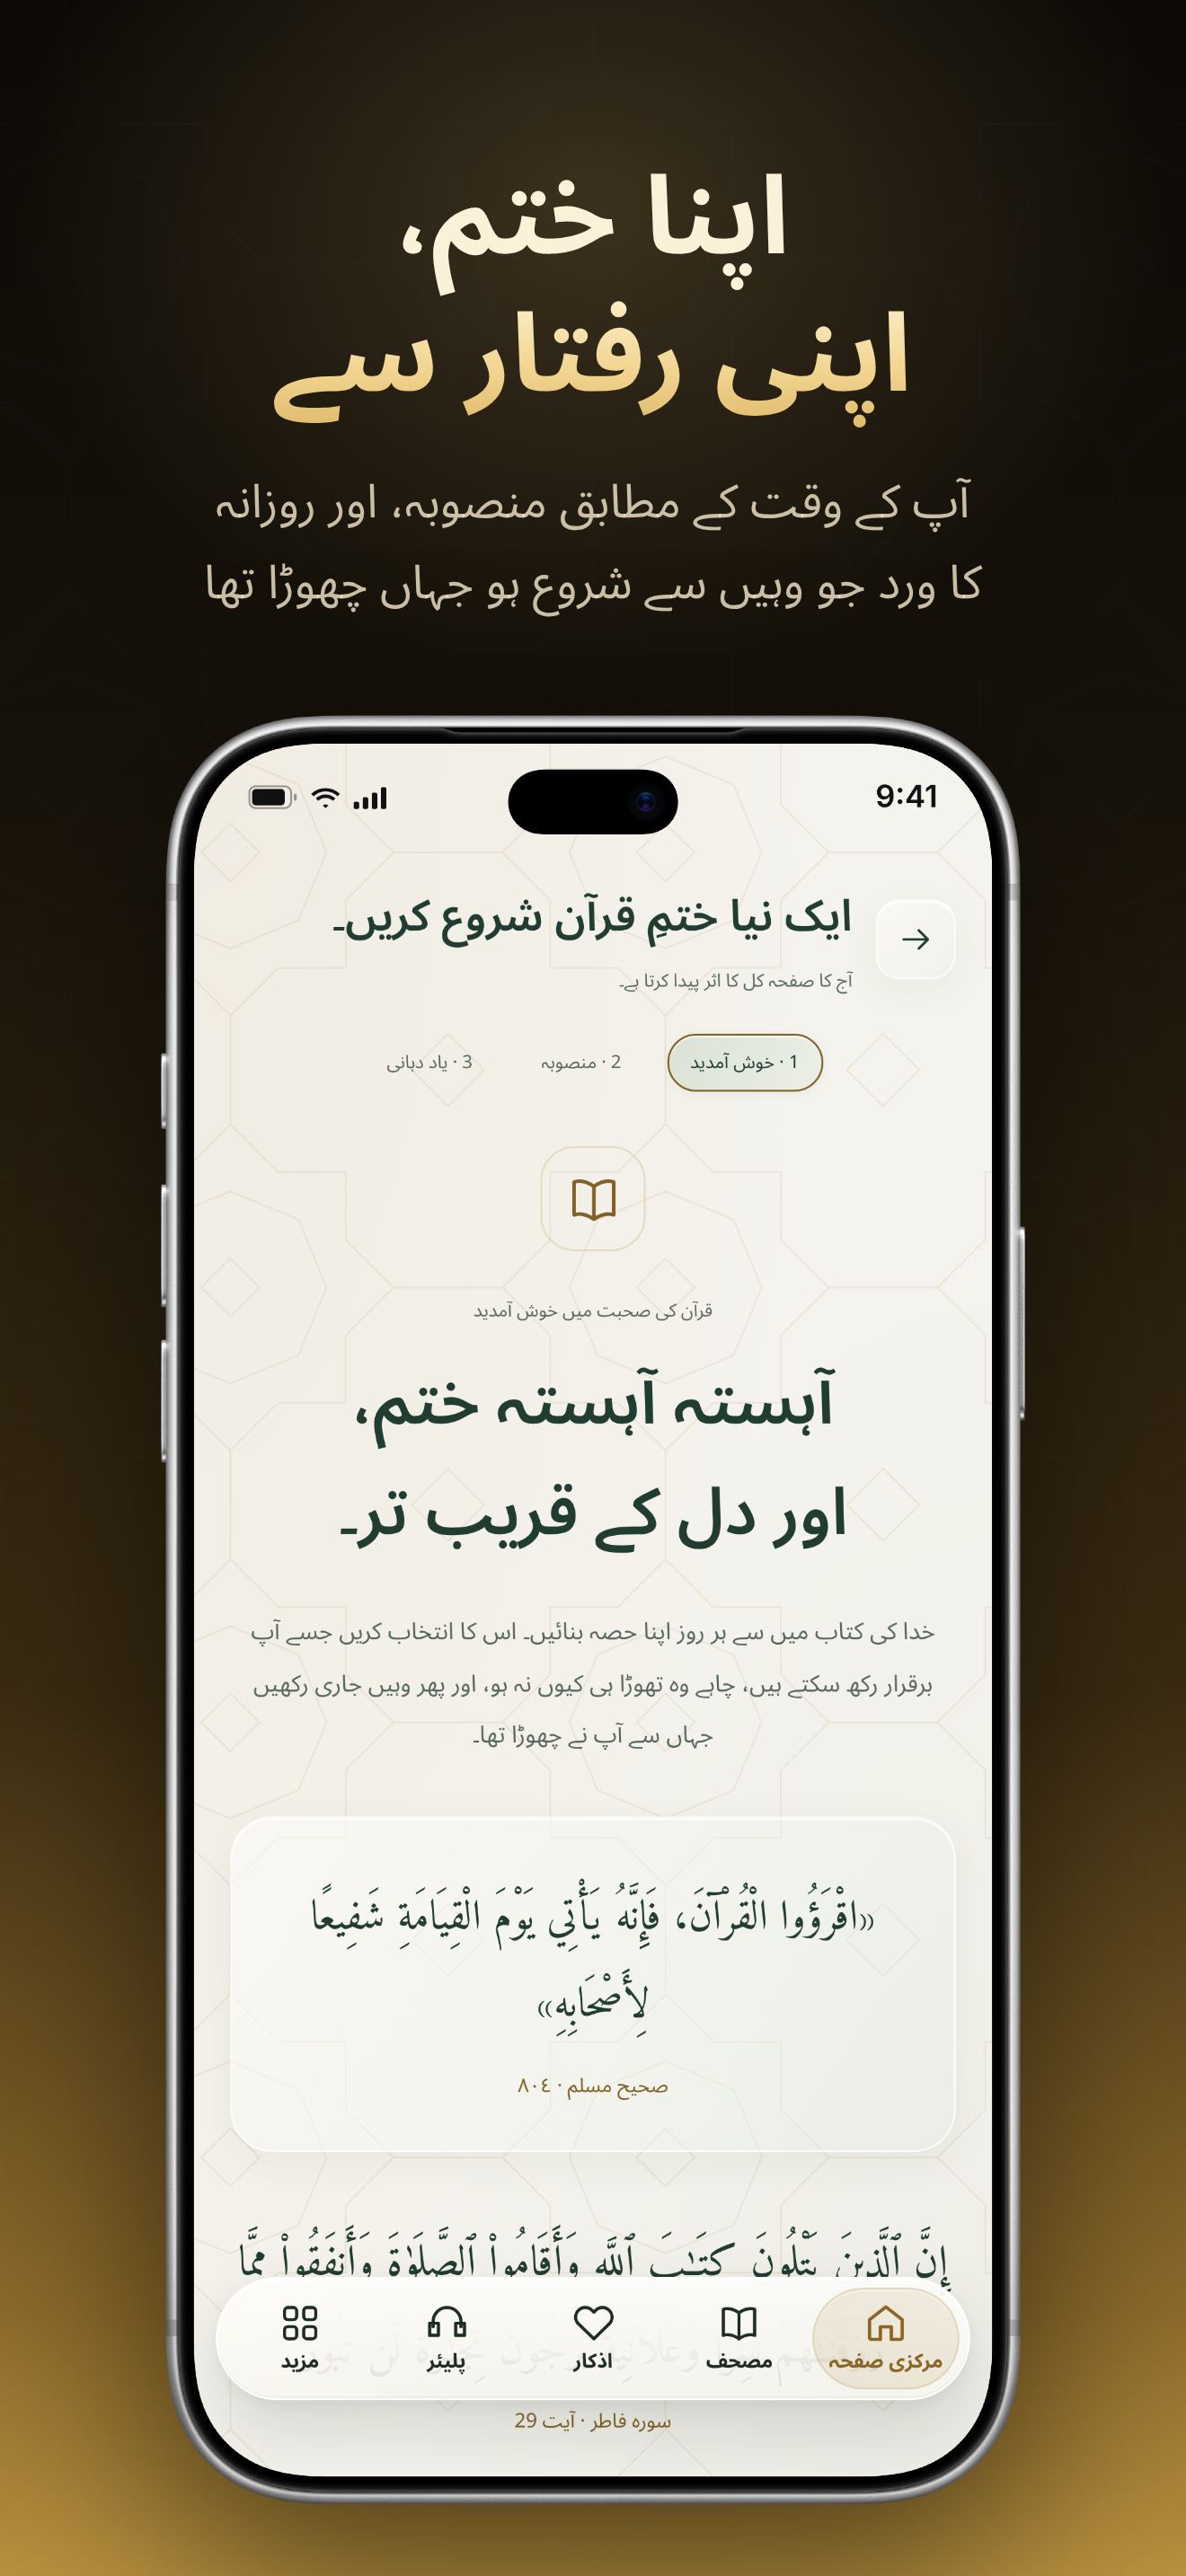 اپنا ختم،
اپنی رفتار سے
آپ کے وقت کے مطابق منصوبہ، اور روزانہ
کا ورد جو وہیں سے شروع ہو جہاں چھوڑا تھا
9:41
ایک نیا ختمِ قرآن شروع کریں۔
آج کا صفحہ کل کا اثر پیدا کرتا ہے۔
1 · خوش آمدید
2 · منصوبہ
3 · یاد دہانی
قرآن کی صحبت میں خوش آمدید
آہستہ آہستہ ختم،
اور دل کے قریب تر۔
خدا کی کتاب میں سے ہر روز اپنا حصہ بنائیں۔ اس کا انتخاب کریں جسے آپ
برقرار رکھ سکتے ہیں، چاہے وہ تھوڑا ہی کیوں نہ ہو، اور پھر وہیں جاری رکھیں
جہاں سے آپ نے چھوڑا تھا۔
«اقْرَؤُوا الْقُرْآنَ، فَإِنَّهُ يَأْتِي يَوْمَ الْقِيَامَةِ شَفِيعًا
لِأَصْحَابِهِ»
صحيح مسلم · ٨٠٤
إِنَّ ٱلَّذِينَ يَتْلُونَ كِتَـٰبَ ٱللَّهِ وَأَقَامُوا۟ ٱلصَّلَوٰةَ وَأَنفَقُوا۟ مِمَّا
مرکزی صفحہ
مصحف
اذکار
پلیئر
مزید
سورہ فاطر · آیت 29